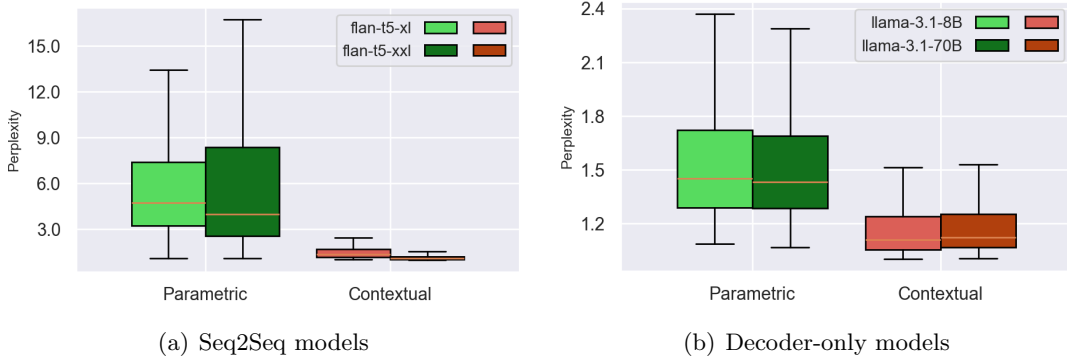 flan-t5-xl
flan-t5-xxl
15.0
12.0
9.0
6.0
3.0
Perplexity
Parametric
Contextual
(a) Seq2Seq models
llama-3.1-8B
llama-3.1-70B
2.4
2.1
1.8
1.5
1.2
Perplexity
Parametric
Contextual
(b) Decoder-only models